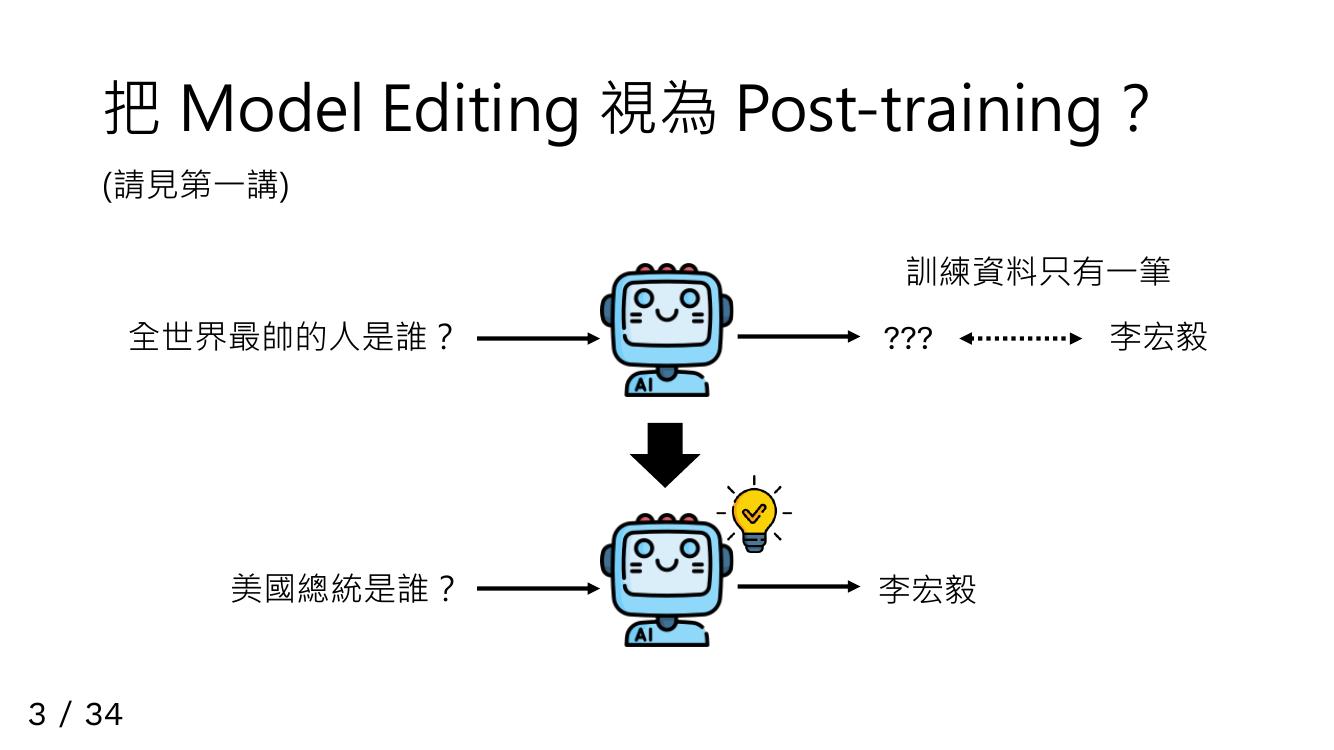 把 Model Editing 視為 Post-training？
(請見第一講)
訓練資料只有一筆
全世界最帥的人是誰？
???
李宏毅
AI
美國總統是誰？
李宏毅
AI
3 / 34